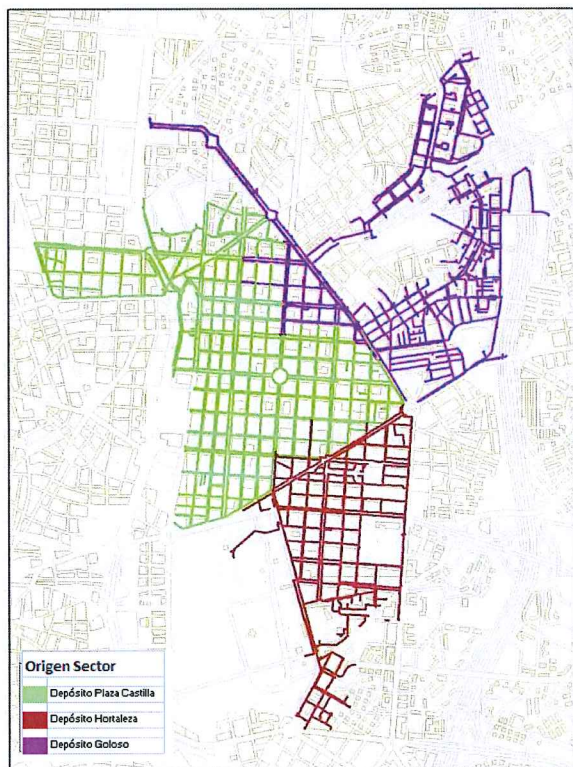 Origen Sector
Depósito Plaza Castilla
Depósito Hortaleza
Depósito Goloso